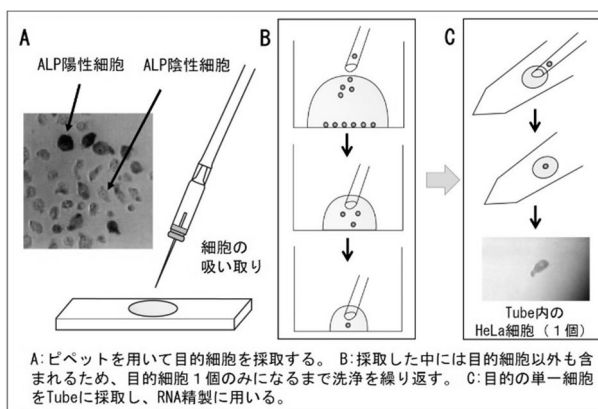 A
ALP陽性細胞
ALP陰性細胞
細胞の
吸い取り
B
C
Tube内の
HeLa細胞（１個）
A:ピペットを用いて目的細胞を採取する。 B:採取した中には目的細胞以外も含
まれるため、目的細胞１個のみになるまで洗浄を繰り返す。 C:目的の単一細胞
をTubeに採取し、RNA精製に用いる。